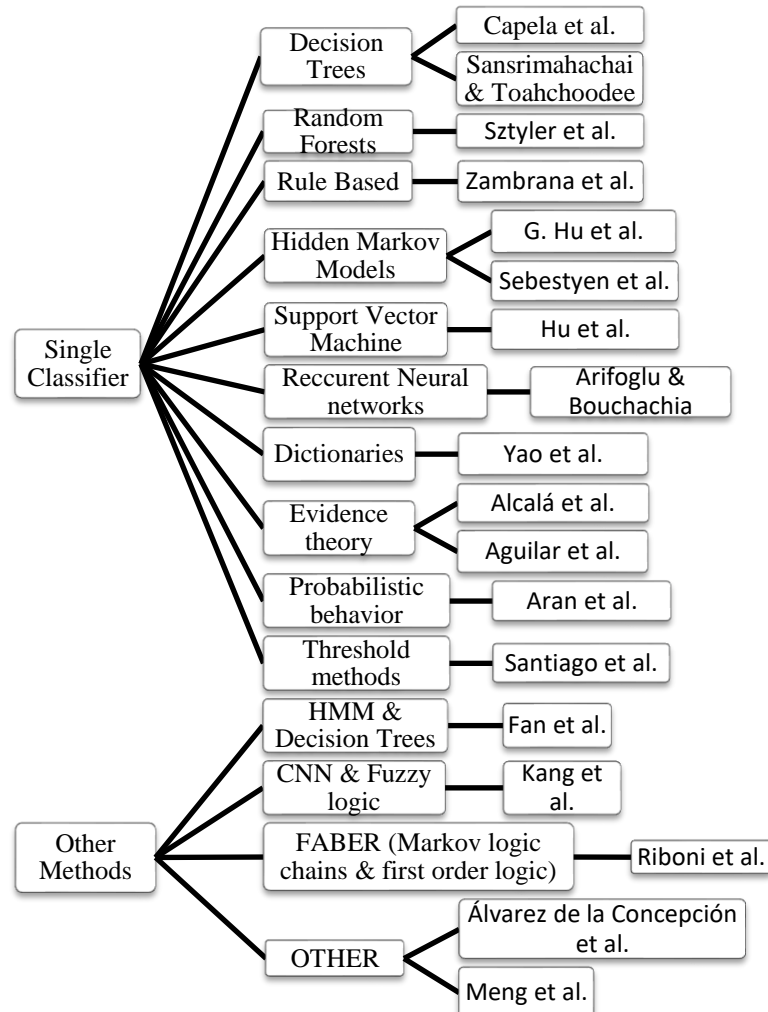 Single
Classifier
Decision
Trees
Capela et al.
Sansrimahachai
& Toahchoodee
Random
Forests
Sztyler et al.
Rule Based
Zambrana et al.
Hidden Markov
Models
G. Hu et al.
Sebestyen et al.
Support Vector
Machine
Hu et al.
Reccurent Neural
networks
Arifoglu &
Bouchachia
Dictionaries
Yao et al.
Evidence
theory
Alcalá et al.
Aguilar et al.
Probabilistic
behavior
Aran et al.
Threshold
methods
Santiago et al.
Other
Methods
HMM &
Decision Trees
Fan et al.
CNN & Fuzzy
logic
Kang et
al.
FABER (Markov logic
chains & first order logic)
Riboni et al.
OTHER
Álvarez de la Concepción
et al.
Meng et al.